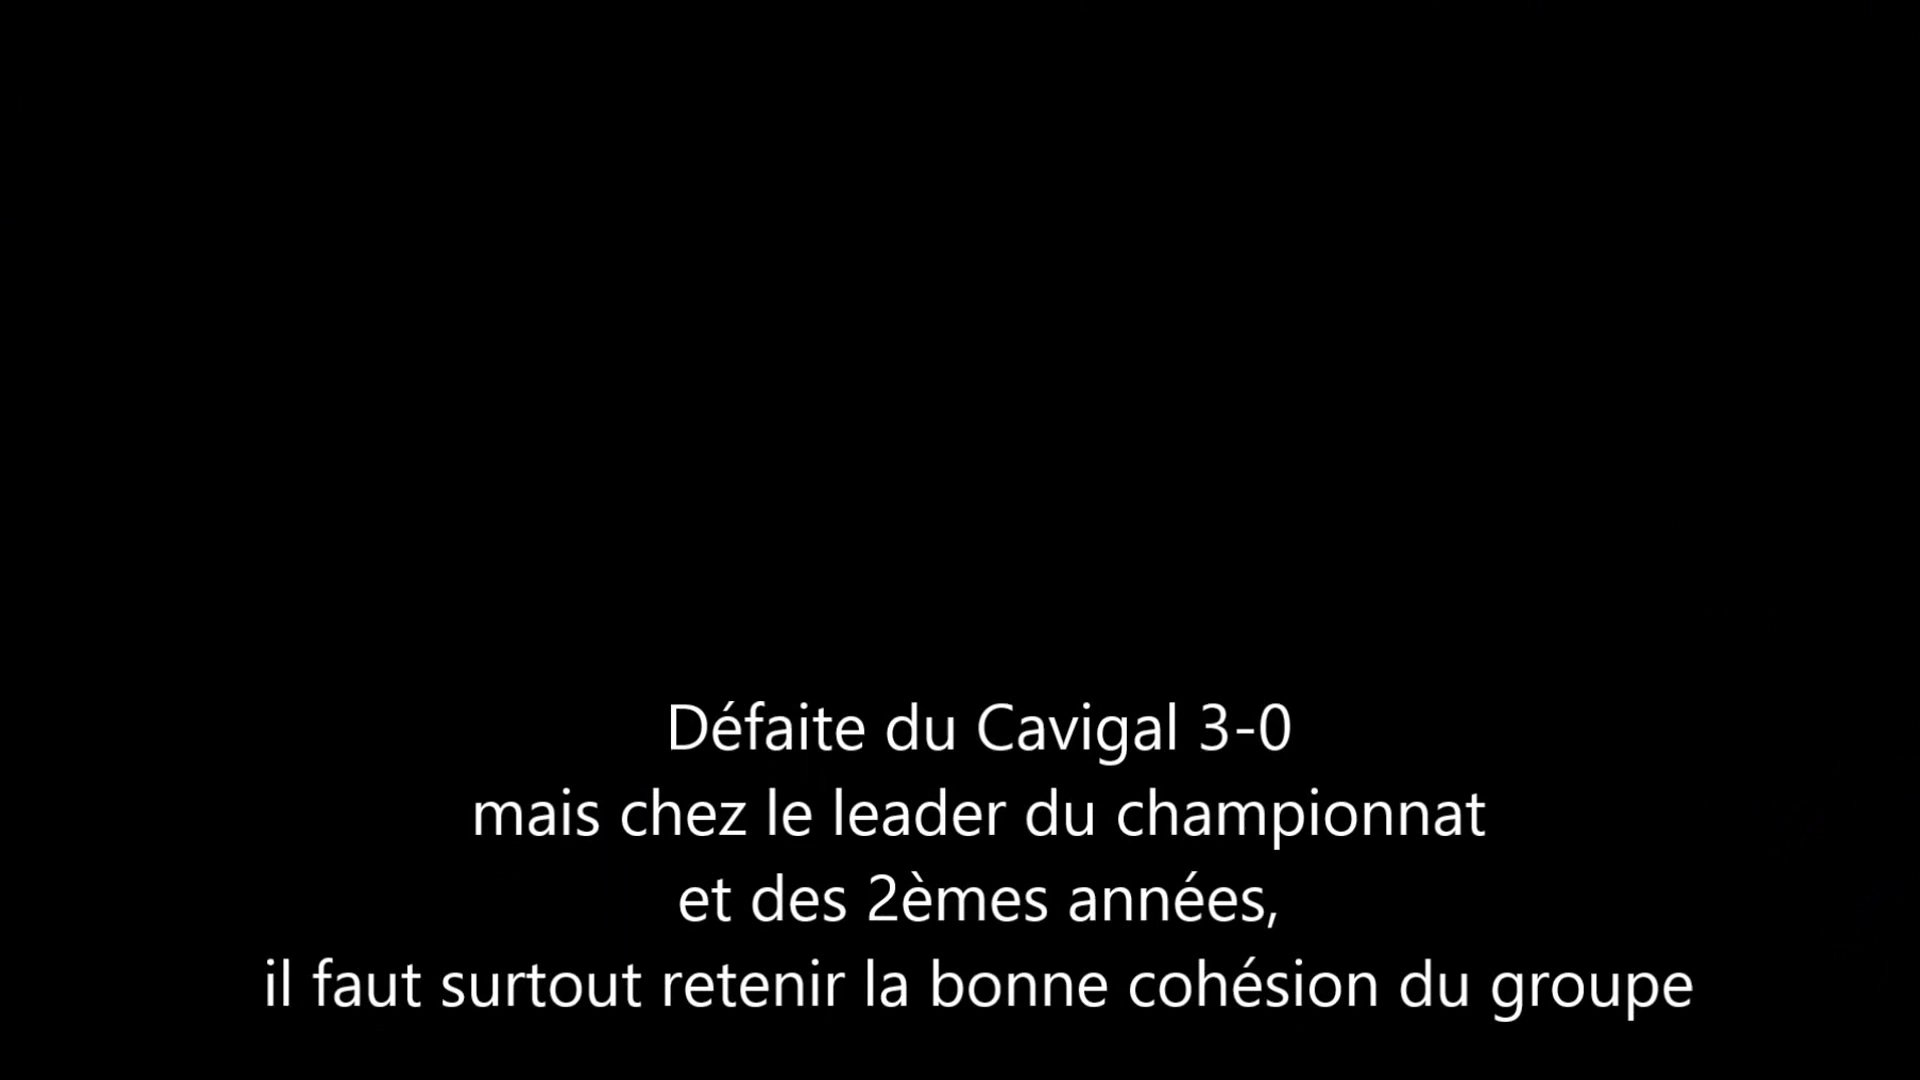 Défaite du Cavigal 3-0
mais chez le leader du championnat
et des 2èmes années,
il faut surtout retenir la bonne cohésion du groupe